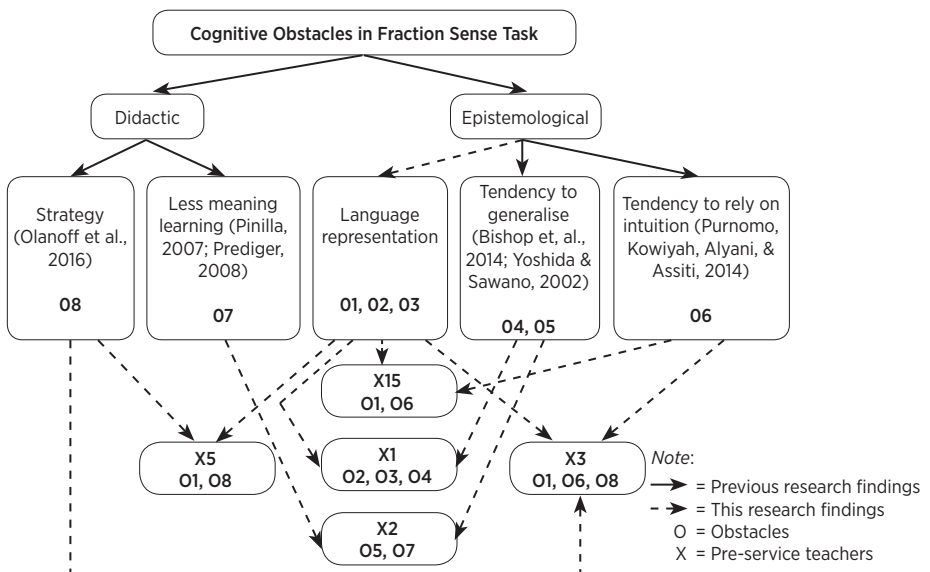 Cognitive Obstacles in Fraction Sense Task
Didactic
Epistemological
Strategy
(Olanoff et al.,
2016)
O8
Less meaning
learning (Pinilla,
2007; Prediger,
2008)
O7
Language
representation
O1, O2, O3
Tendency to
generalise
(Bishop et, al.,
2014; Yoshida &
Sawano, 2002)
O4, O5
Tendency to rely on
intuition (Purnomo,
Kowiyah, Alyani, &
Assiti, 2014)
O6
X15
O1, O6
X5
O1, O8
X1
O2, O3, O4
X3
O1, O6, O8
X2
O5, O7
Note:
= Previous research findings
= This research findings
O = Obstacles
X = Pre-service teachers